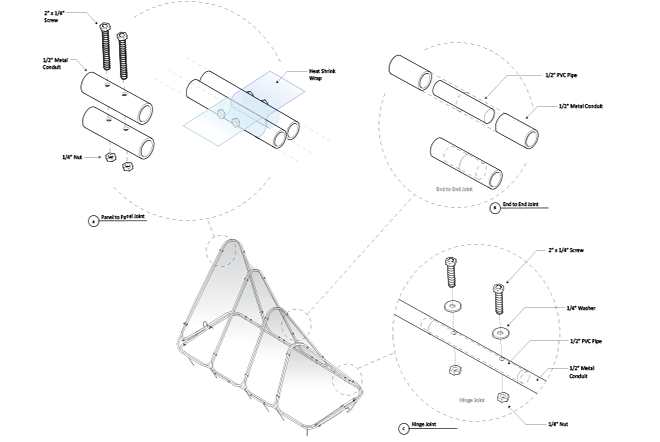 2" x 1/4"
Screw
1/2" Metal
Conduit
1/4" Nut
Heat Shrink
Wrap
A
Panel to Panel Joint
1/2" PVC Pipe
1/2" Metal Conduit
End to End Joint
B
End to End Joint
2" x 1/4" Screw
1/4" Washer
1/2" PVC Pipe
1/2" Metal
Conduit
Hinge Joint
1/4" Nut
C
Hinge Joint